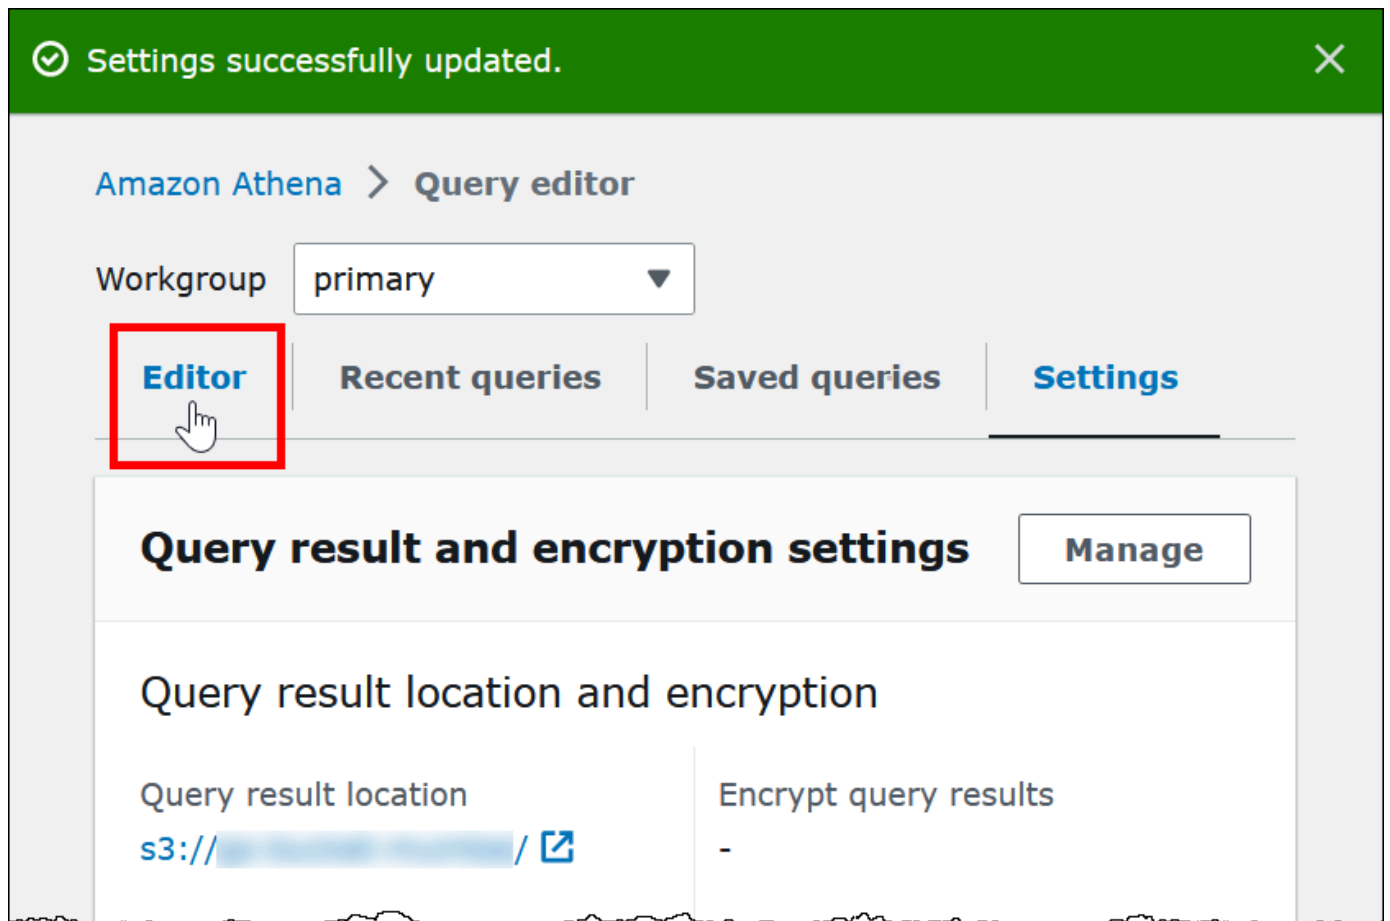 Settings successfully updated.
Amazon Athena > Query editor
Workgroup primary
Editor Recent queries Saved queries Settings
Query result and encryption settings Manage
Query result location and encryption
Query result location Encrypt query results
s3:// / -